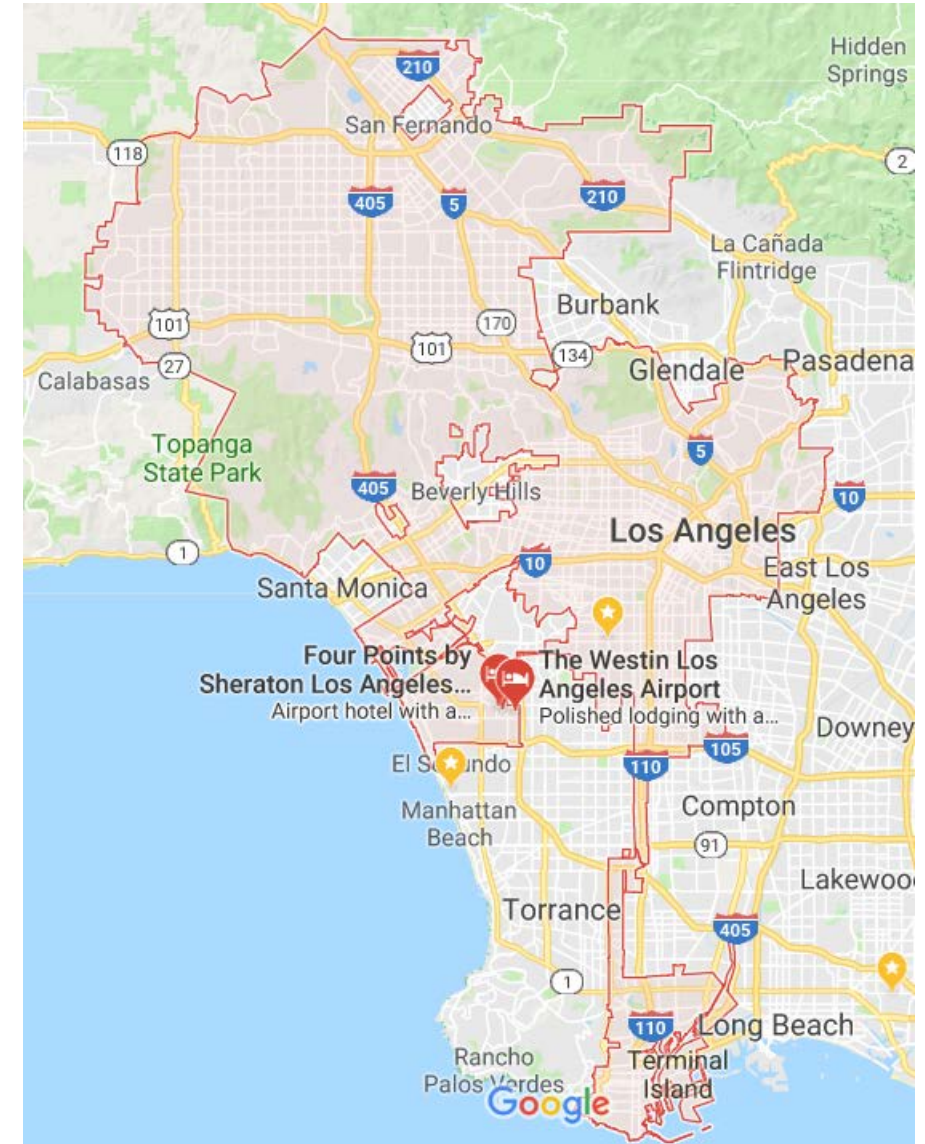 Hidden
Springs
210
San Fernando
118
2
405
5
210
La Cañada
Flintridge
Burbank
101
170
101
134
27
Glendale
Pasadena
Calabasas
Topanga
State Park
5
405
Beverly Hills
10
Los Angeles
1
10
East Los
Angeles
Santa Monica
Four Points by
Sheraton Los Angeles...
Airport hotel with a...
The Westin Los
Angeles Airport
Polished lodging with a...
Downey
105
110
El Segundo
Manhattan
Beach
Compton
91
Lakewoo
Torrance
405
1
110
Long Beach
Rancho
Palos Verdes
Terminal
Island
Google